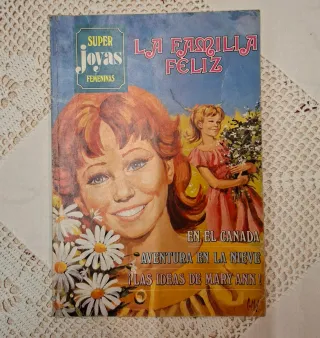 SUPER
joyas
FEMENINAS
LA FAMILIA
FELIZ
EN EL CANADA
AVENTURA EN LA NIEVE
¡LAS IDEAS DE MARY ANN!